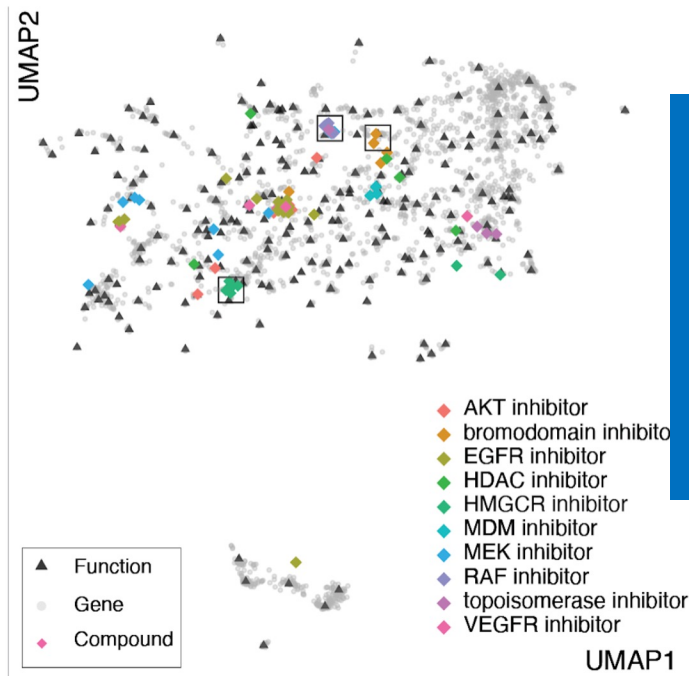 UMAP2
AKT inhibitor
bromodomain inhibito
EGFR inhibitor
HDAC inhibitor
HMGCR inhibitor
MDM inhibitor
MEK inhibitor
RAF inhibitor
topoisomerase inhibitor
VEGFR inhibitor
Function
Gene
Compound
UMAP1